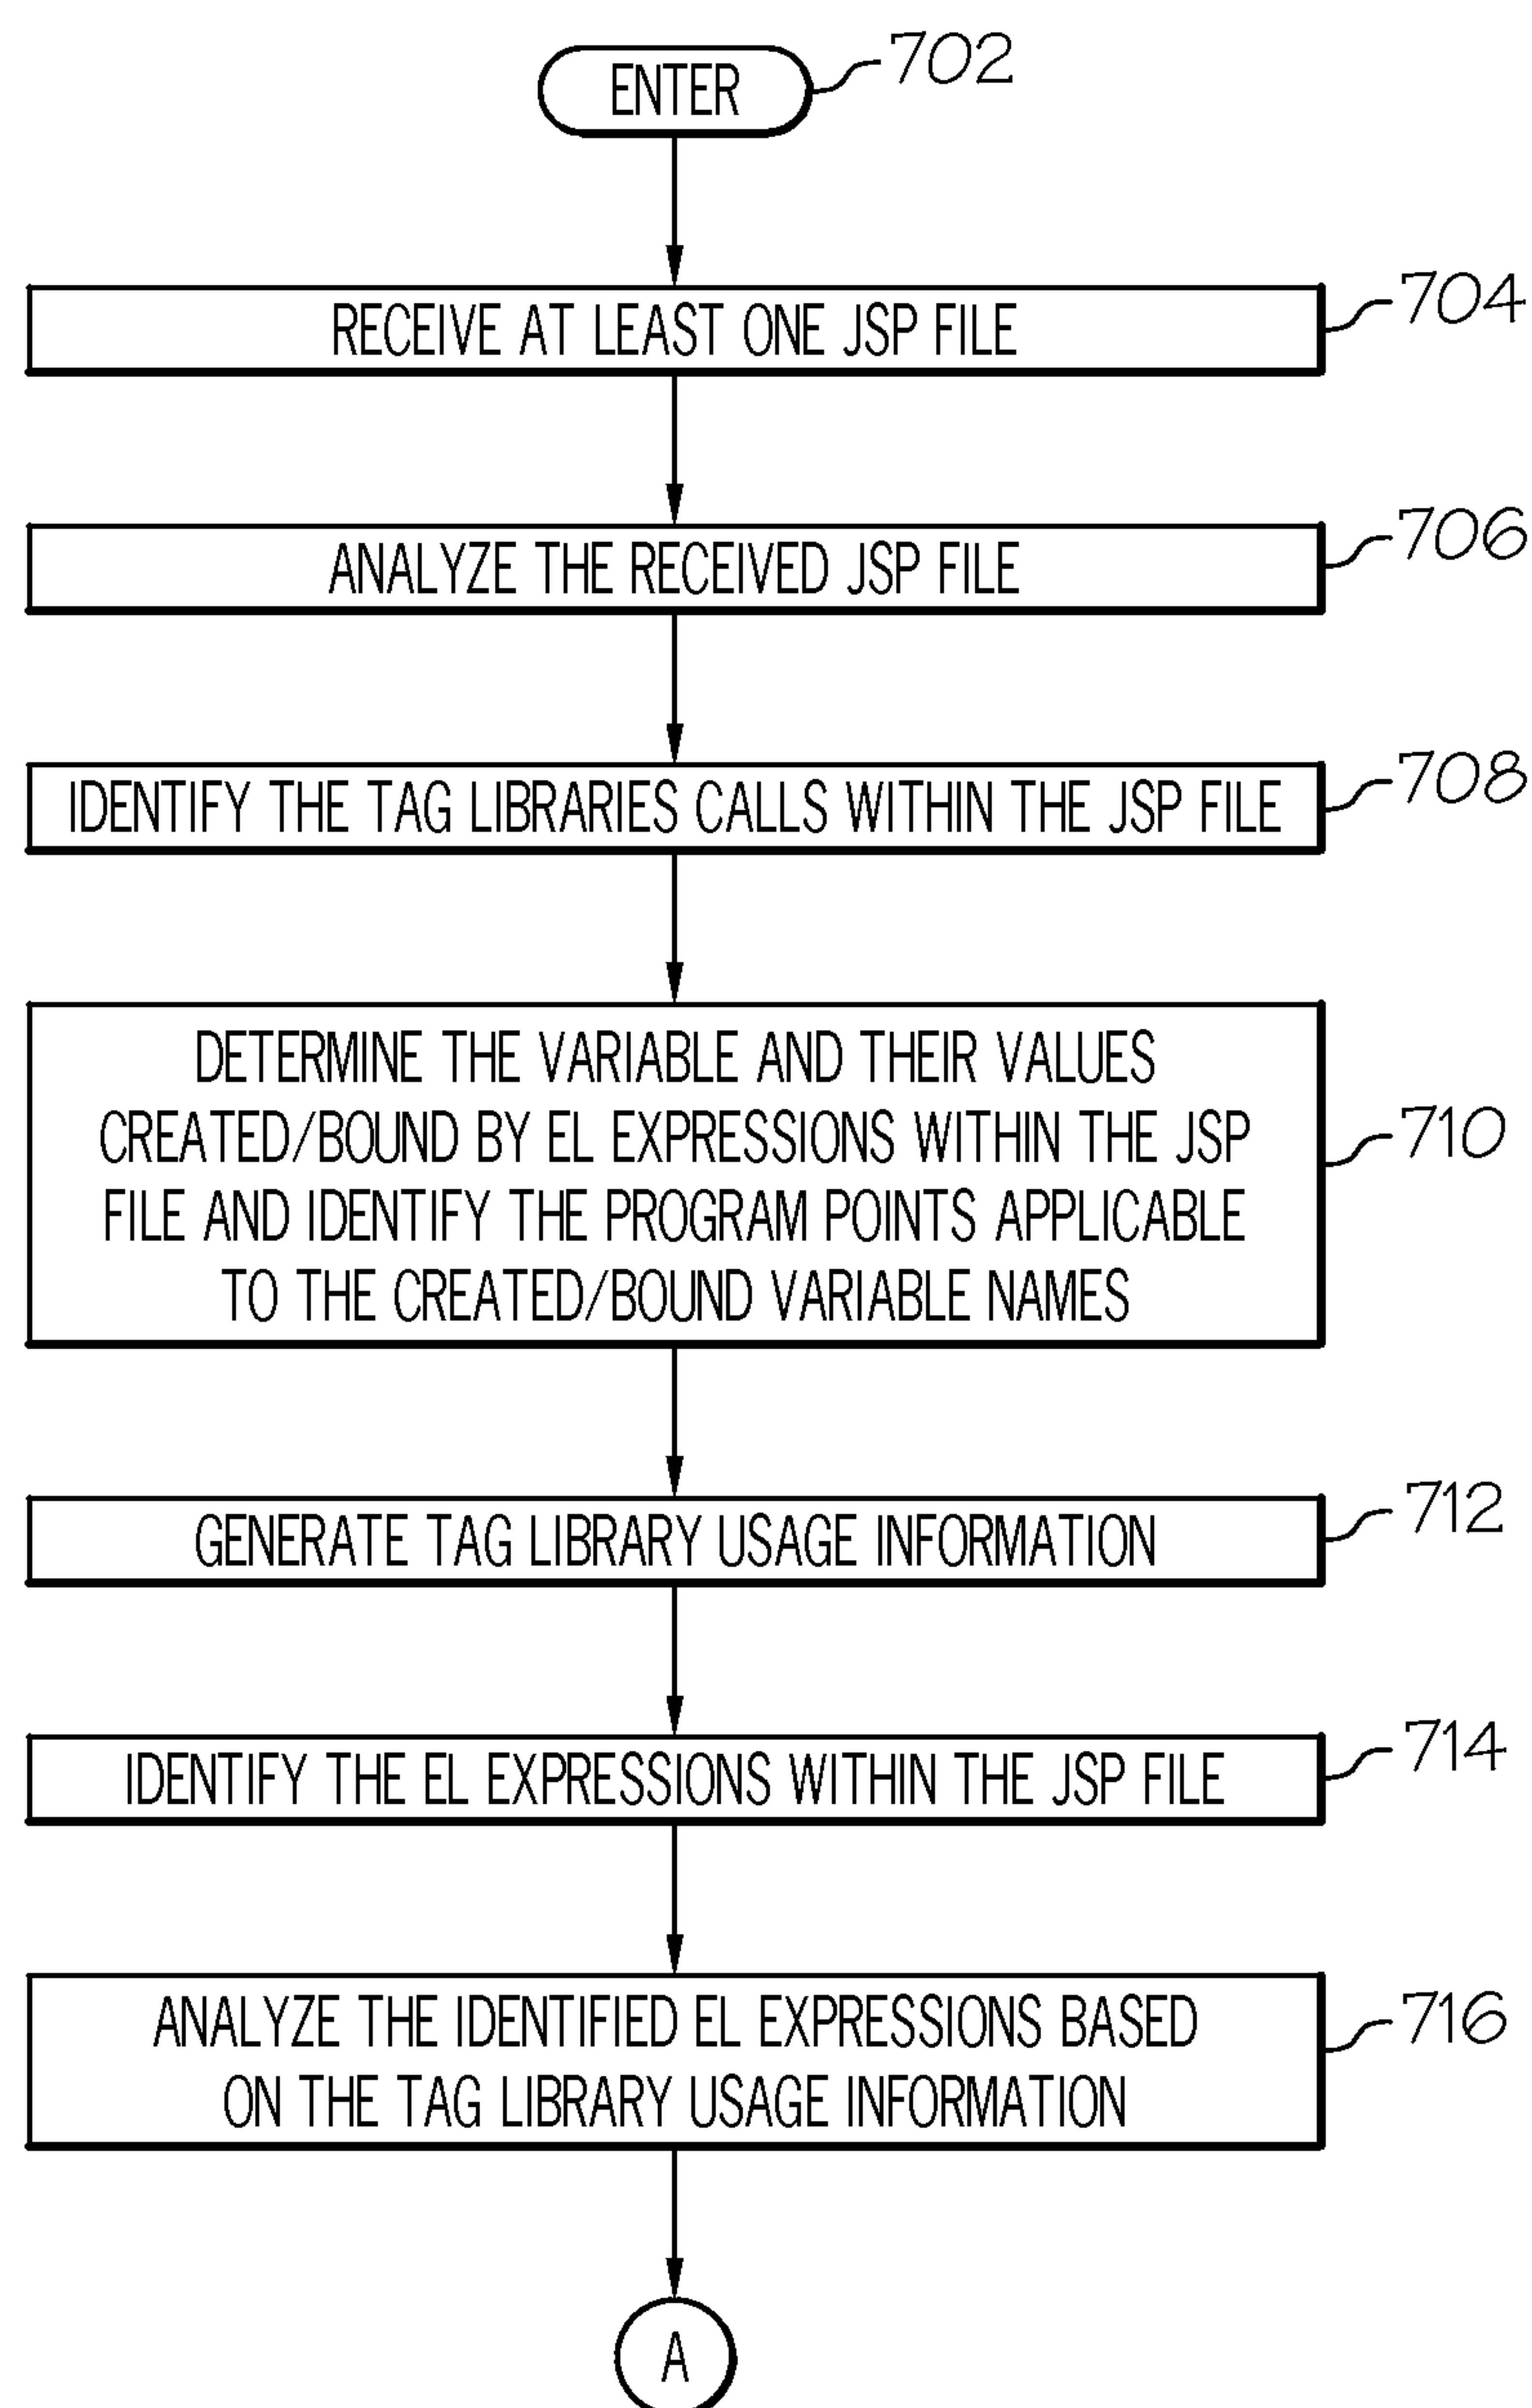 ENTER
702
RECEIVE AT LEAST ONE JSP FILE
704
ANALYZE THE RECEIVED JSP FILE
706
IDENTIFY THE TAG LIBRARIES CALLS WITHIN THE JSP FILE
708
DETERMINE THE VARIABLE AND THEIR VALUES
CREATED/BOUND BY EL EXPRESSIONS WITHIN THE JSP
FILE AND IDENTIFY THE PROGRAM POINTS APPLICABLE
TO THE CREATED/BOUND VARIABLE NAMES
710
GENERATE TAG LIBRARY USAGE INFORMATION
712
IDENTIFY THE EL EXPRESSIONS WITHIN THE JSP FILE
714
ANALYZE THE IDENTIFIED EL EXPRESSIONS BASED
ON THE TAG LIBRARY USAGE INFORMATION
716
A